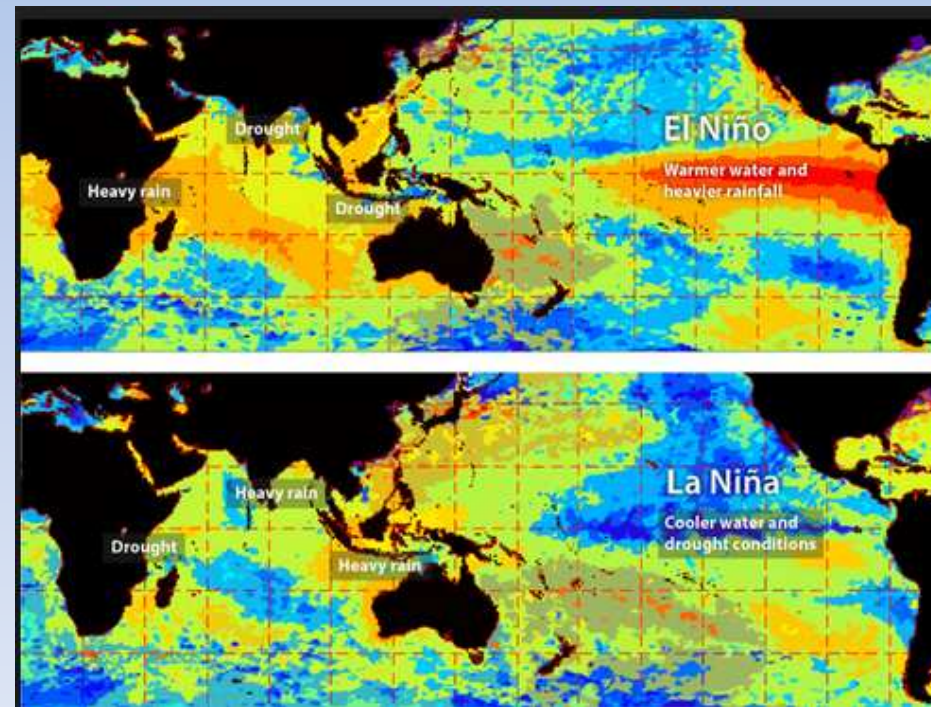 Drought
El Niño
Warmer water and
heavier rainfall
Heavy rain
Drought
Heavy rain
La Niña
Cooler water and
drought conditions
Drought
Heavy rain